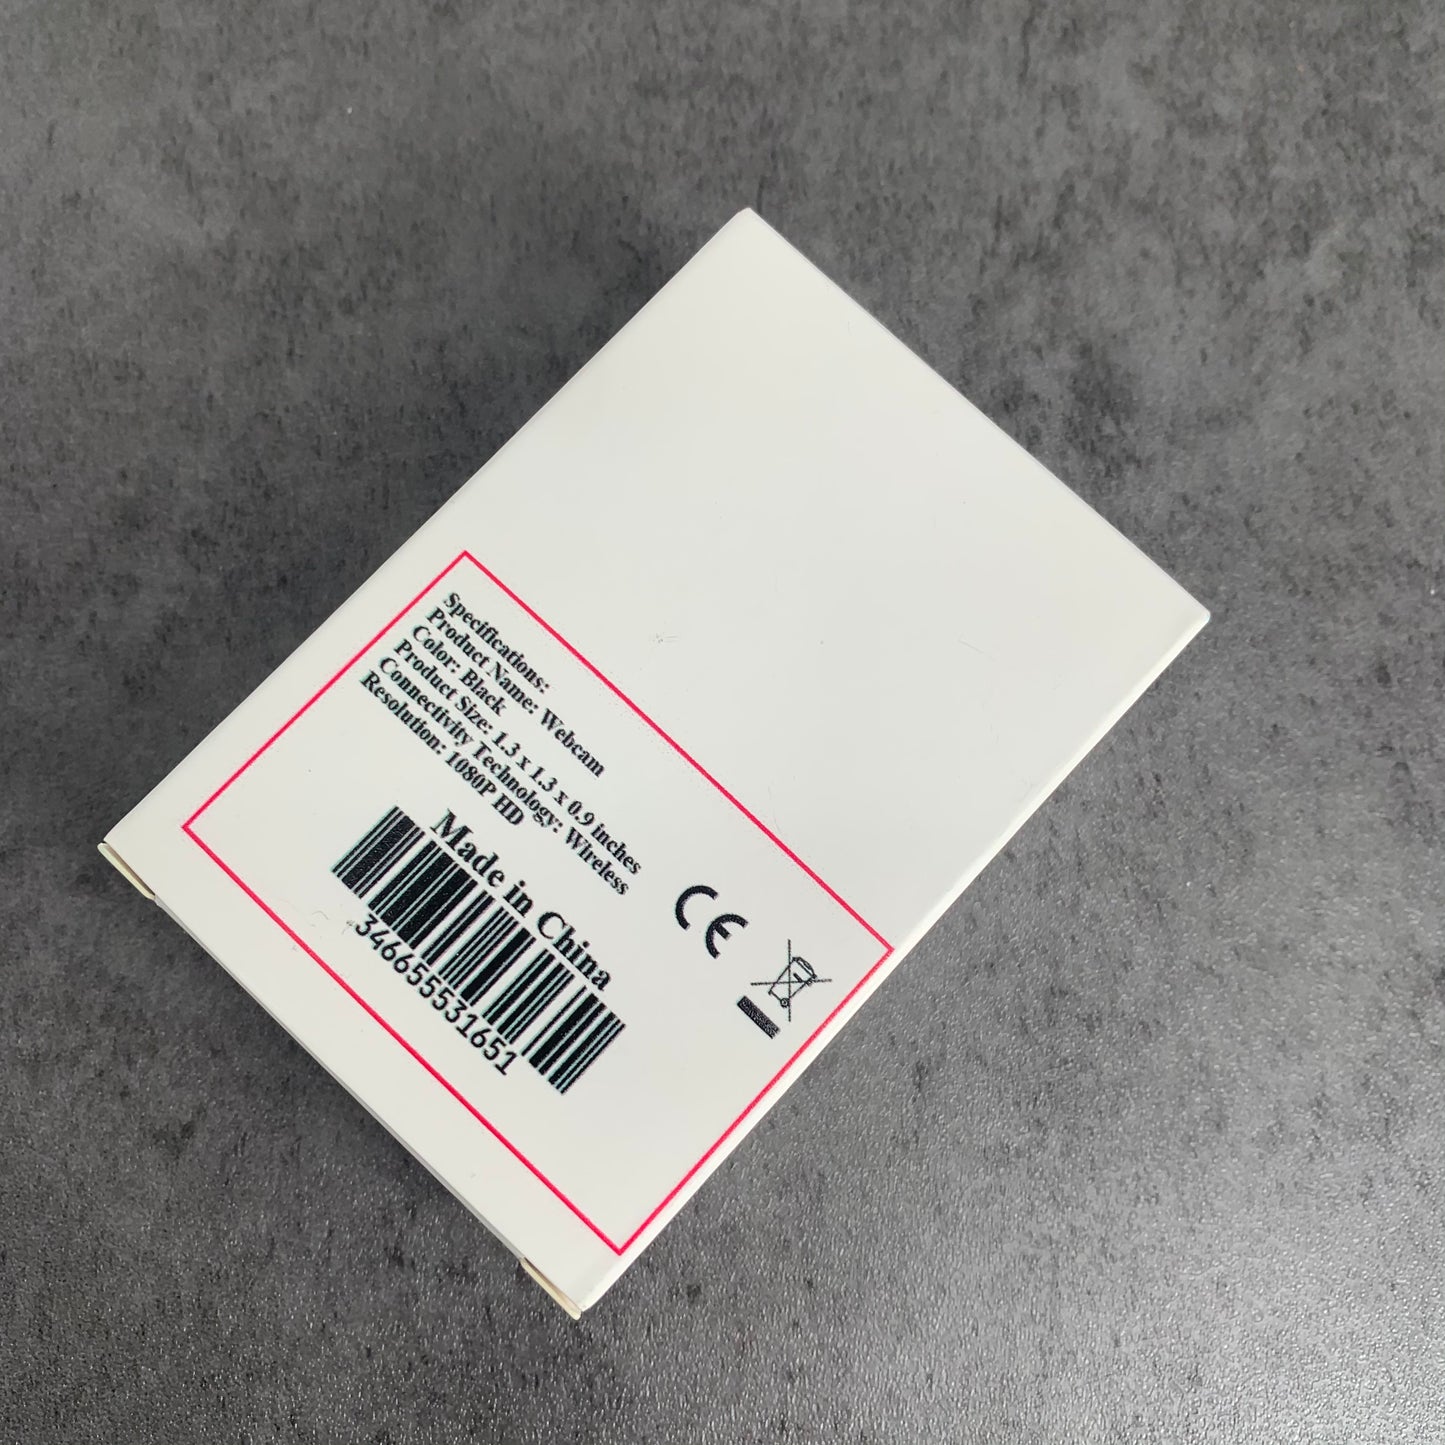 Specifications:
Product Name: Webcam
Color: Black
Product Size: 1.3 x 1.3 x 0.9 inches
Connectivity Technology: Wireless
Resolution: 1080P HD
Made in China
346655531651
CE